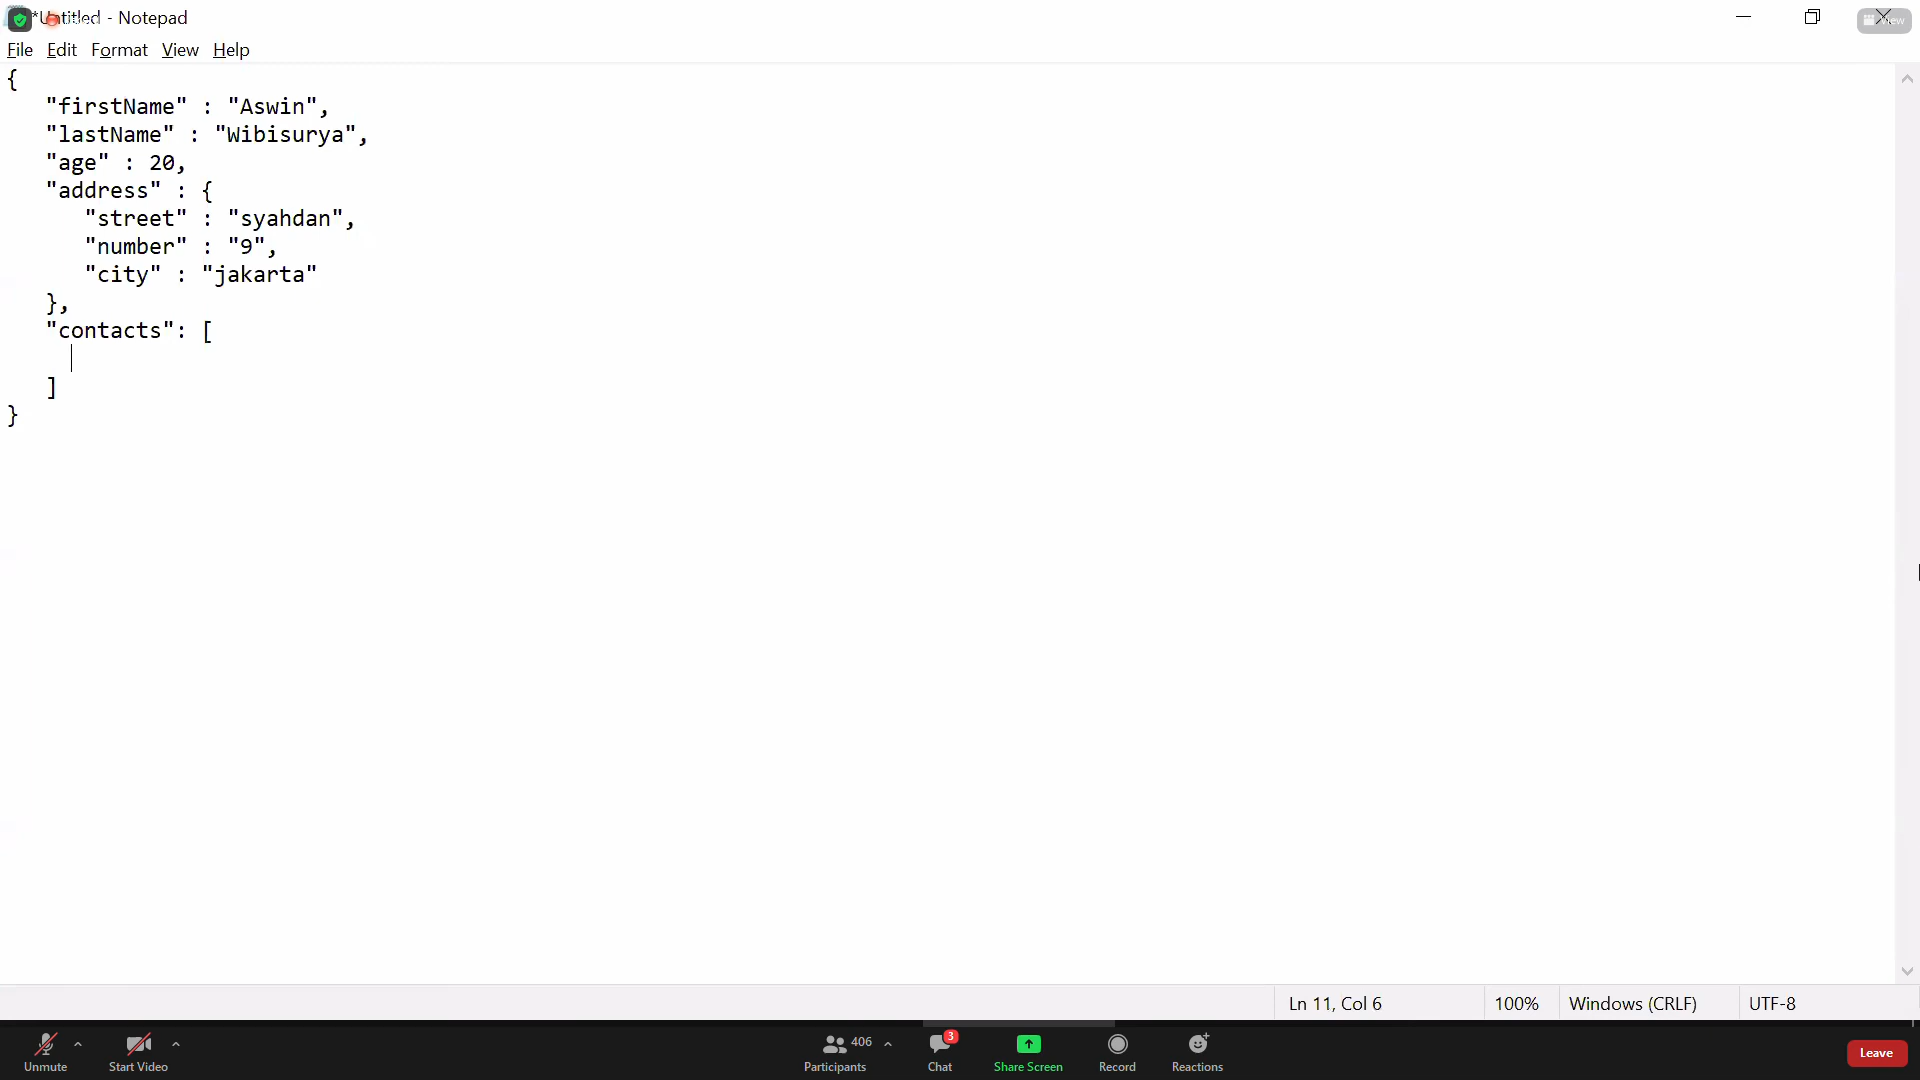 *Untitled - Notepad
View
File Edit Format View Help
{
   "firstName" : "Aswin",
   "lastName" : "Wibisurya",
   "age" : 20,
   "address" : {
      "street" : "syahdan",
      "number" : "9",
      "city" : "jakarta"
   },
   "contacts": [
   ]
}
Ln 11, Col 6 100% Windows (CRLF) UTF-8
406 3
Unmute Start Video Participants Chat Share Screen Record Reactions Leave